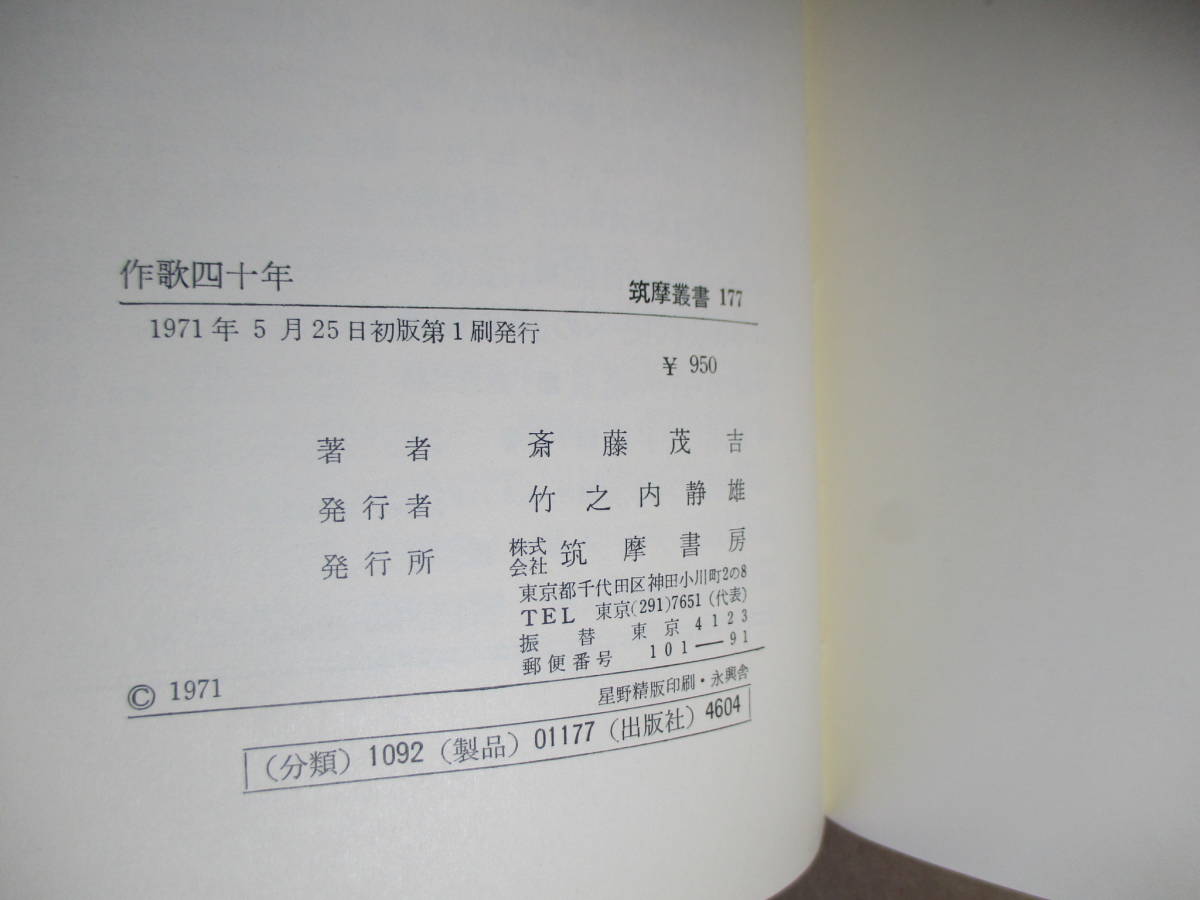 作歌四十年
筑摩叢書 177
1971年 5 月25日初版第1刷発行
¥ 950
著者 斎藤茂吉
発行者 竹之内静雄
発行所 株式会社 筑摩書房
東京都千代田区神田小川町2の8
TEL 東京(291)7651 (代表)
振替 東京 4123
郵便番号 101―91
© 1971
星野精版印刷・永興舎
(分類) 1092 (製品) 01177 (出版社) 4604